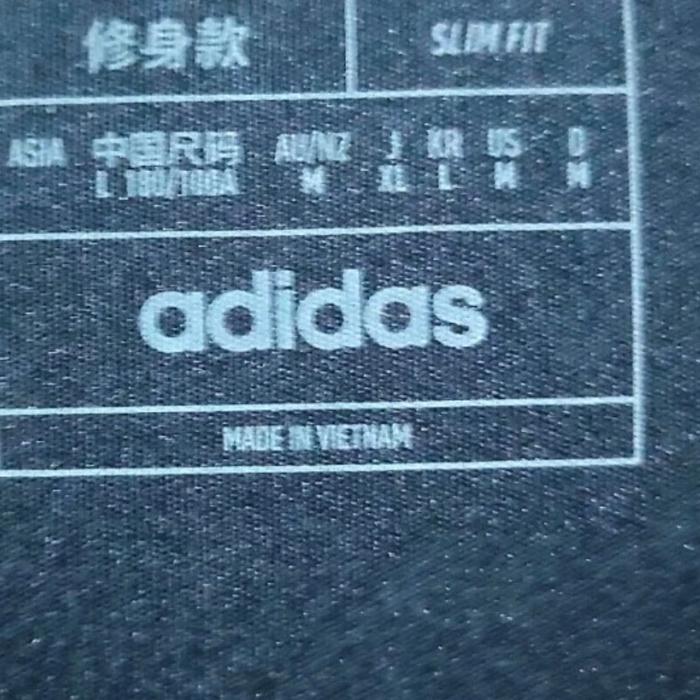 修身款 SLIM FIT
ASIA 中国尺码 AU/NZ J KR US D
L 180/100A M XL L M M
adidas
MADE IN VIETNAM